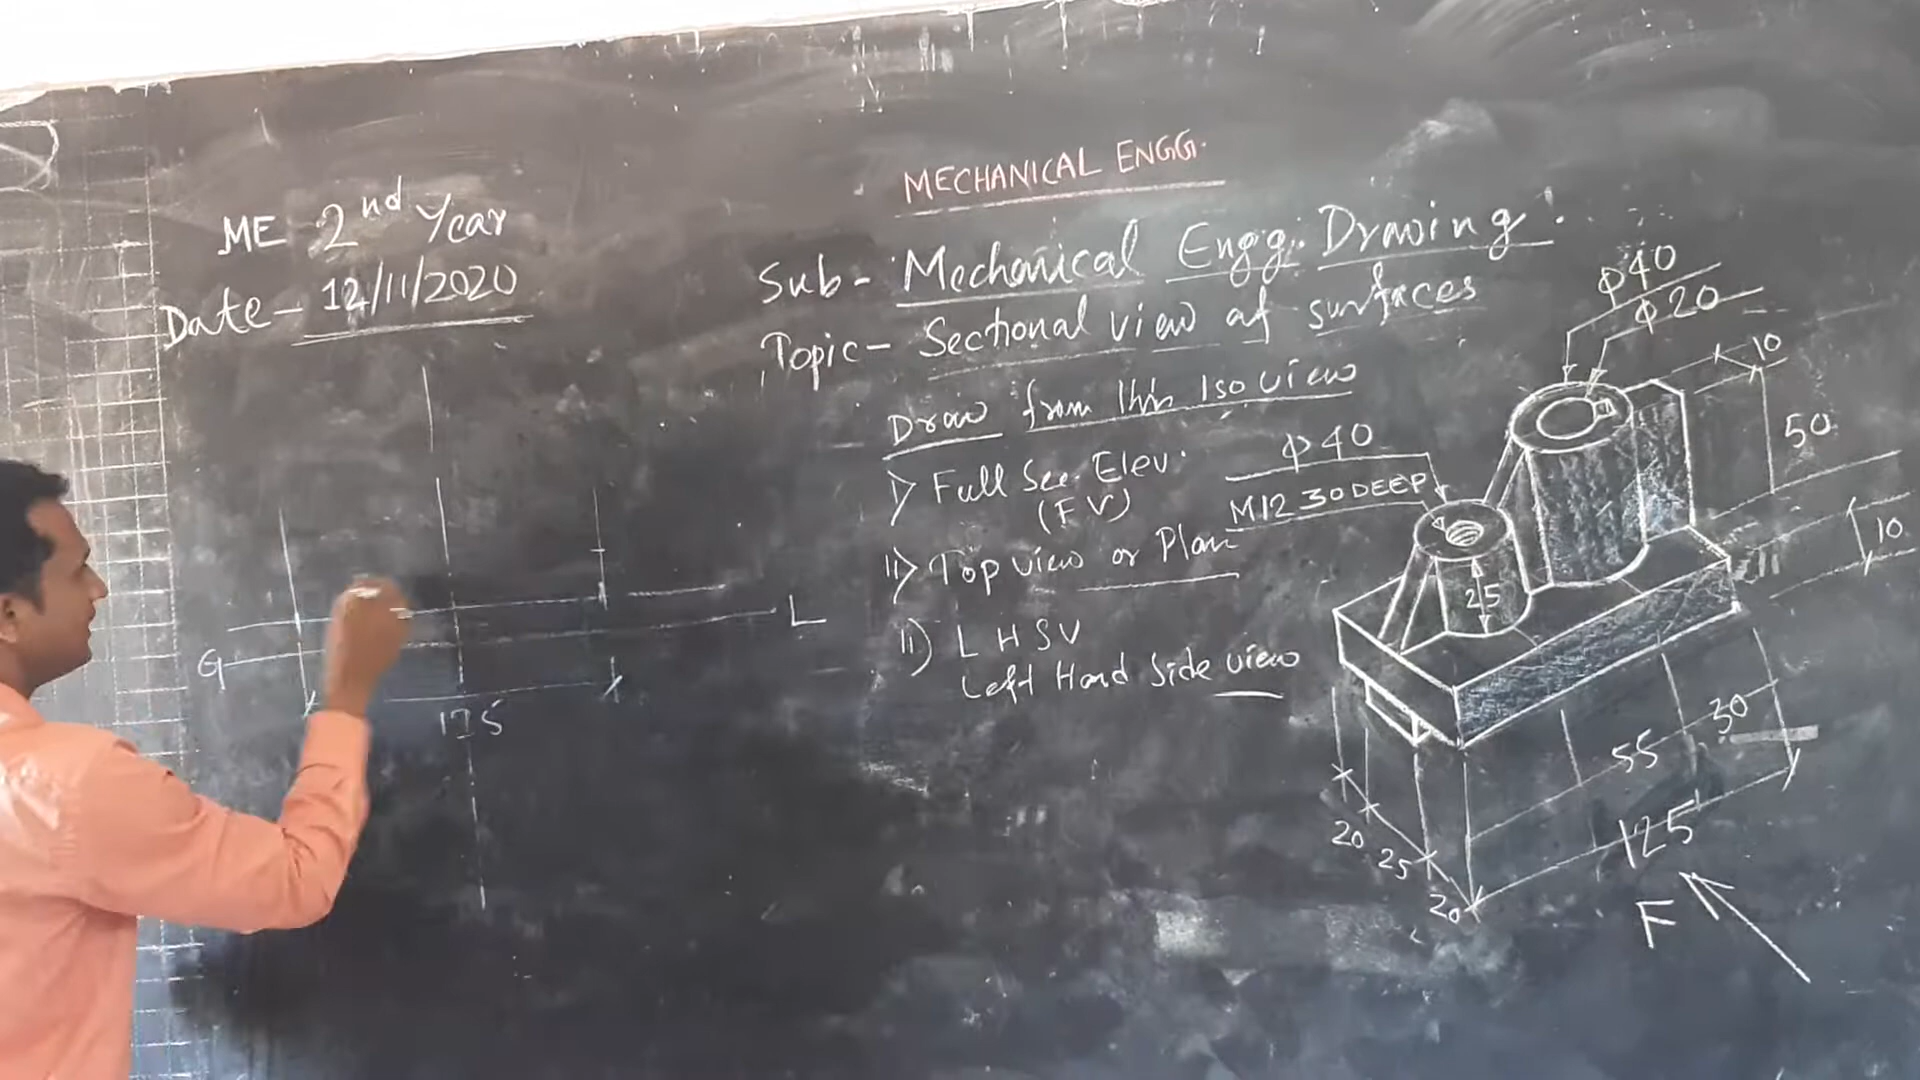 ME 2nd Year
Date- 12/11/2020
G
L
125
MECHANICAL ENGG.
Sub- Mechanical Engg. Drawing.
Topic- Sectional view of surfaces
Draw from this Iso view
I) Full Sec. Elev.
(F V)
II) Top view or Plan
II) L H S V
Left Hand Side view
φ40
M12 30 DEEP
φ40
φ20
10
50
10
25
30
55
125
20
25
20
F